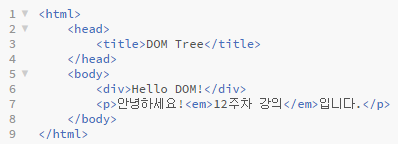 1 <html>
2 <head>
3 <title>DOM Tree</title>
4 </head>
5 <body>
6 <div>Hello DOM!</div>
7 <p>안녕하세요!<em>12주차 강의</em>입니다.</p>
8 </body>
9 </html>